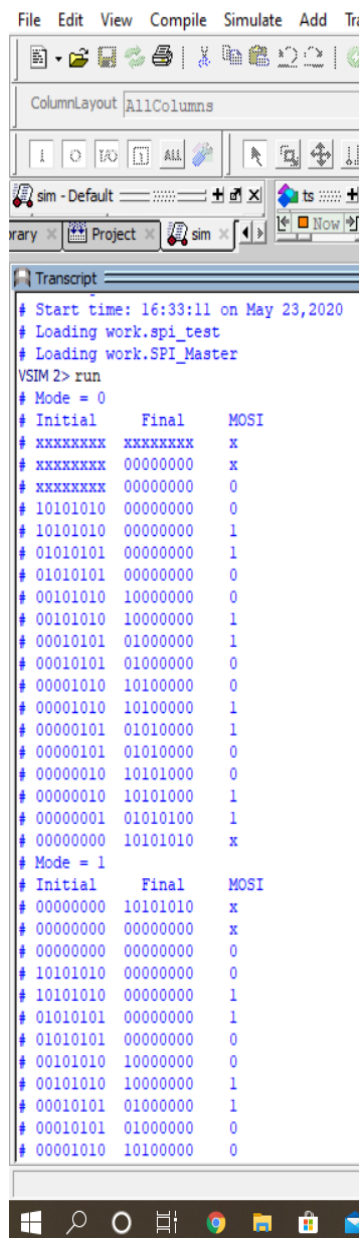 File Edit View Compile Simulate Add
ColumnLayout AllColumns
I O I/O ALL
sim - Default ts
Project sim Now
Transcript
# Start time: 16:33:11 on May 23,2020
# Loading work.spi_test
# Loading work.SPI_Master
VSIM 2> run
# Mode = 0
# Initial Final MOSI
# xxxxxxxx xxxxxxxx x
# xxxxxxxx 00000000 x
# xxxxxxxx 00000000 0
# 10101010 00000000 0
# 10101010 00000000 1
# 01010101 00000000 1
# 01010101 00000000 0
# 00101010 10000000 0
# 00101010 10000000 1
# 00010101 01000000 1
# 00010101 01000000 0
# 00001010 10100000 0
# 00001010 10100000 1
# 00000101 01010000 1
# 00000101 01010000 0
# 00000010 10101000 0
# 00000010 10101000 1
# 00000001 01010100 1
# 00000000 10101010 x
# Mode = 1
# Initial Final MOSI
# 00000000 10101010 x
# 00000000 00000000 x
# 00000000 00000000 0
# 10101010 00000000 0
# 10101010 00000000 1
# 01010101 00000000 1
# 01010101 00000000 0
# 00101010 10000000 0
# 00101010 10000000 1
# 00010101 01000000 1
# 00010101 01000000 0
# 00001010 10100000 0